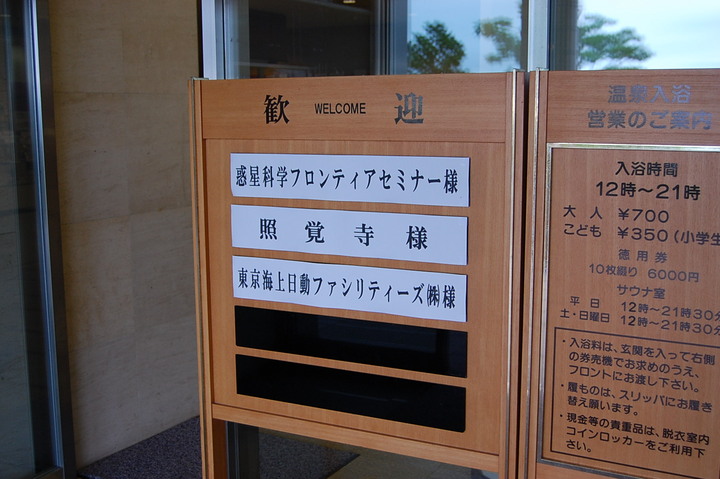 歓 WELCOME 迎
惑星科学フロンティアセミナー様
照覚寺様
東京海上日動ファシリティーズ㈱様
温泉入浴
営業のご案内
入浴時間
12時〜21時
大人 ¥700
こども ¥350(小学生
徳用券
10枚綴り 6000円
サウナ室
平日 12時〜21時30分
土・日曜日 12時〜21時30分
・入浴料は、玄関を入って右側
の券売機でお求めのうえ、
フロントにお渡し下さい。
・履ものは、スリッパにお履き
替え願います。
・現金等の貴重品は、脱衣室内
コインロッカーをご利用下
さい。